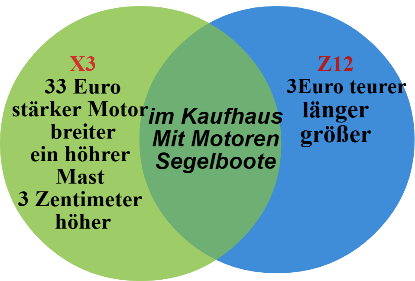 X3
33 Euro
stärker Motor
breiter
ein höhrer
Mast
3 Zentimeter
höher
im Kaufhaus
Mit Motoren
Segelboote
Z12
3Euro teurer
länger
größer